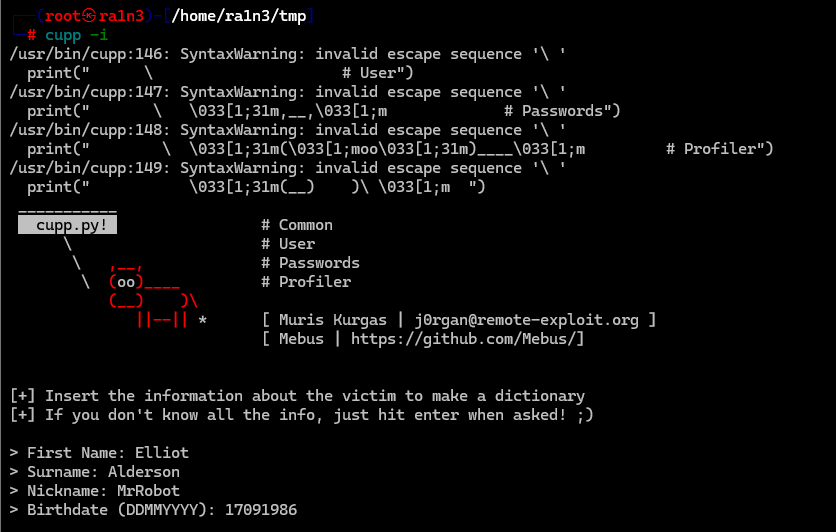 ┌──(root㉿ra1n3)-[/home/ra1n3/tmp]
└─# cupp -i
/usr/bin/cupp:146: SyntaxWarning: invalid escape sequence '\ '
  print("      \                     # User")
/usr/bin/cupp:147: SyntaxWarning: invalid escape sequence '\ '
  print("       \   \033[1;31m,__,\033[1;m             # Passwords")
/usr/bin/cupp:148: SyntaxWarning: invalid escape sequence '\ '
  print("        \  \033[1;31m(\033[1;moo\033[1;31m)____\033[1;m         # Profiler")
/usr/bin/cupp:149: SyntaxWarning: invalid escape sequence '\ '
  print("           \033[1;31m(__)    )\ \033[1;m  ")
 ___________
   cupp.py!                 # Common
      \                     # User
       \   ,__,             # Passwords
        \  (oo)____         # Profiler
           (__)    )\
              ||--|| *      [ Muris Kurgas | j0rgan@remote-exploit.org ]
                            [ Mebus | https://github.com/Mebus/]
[+] Insert the information about the victim to make a dictionary
[+] If you don't know all the info, just hit enter when asked! ;)
> First Name: Elliot
> Surname: Alderson
> Nickname: MrRobot
> Birthdate (DDMMYYYY): 17091986